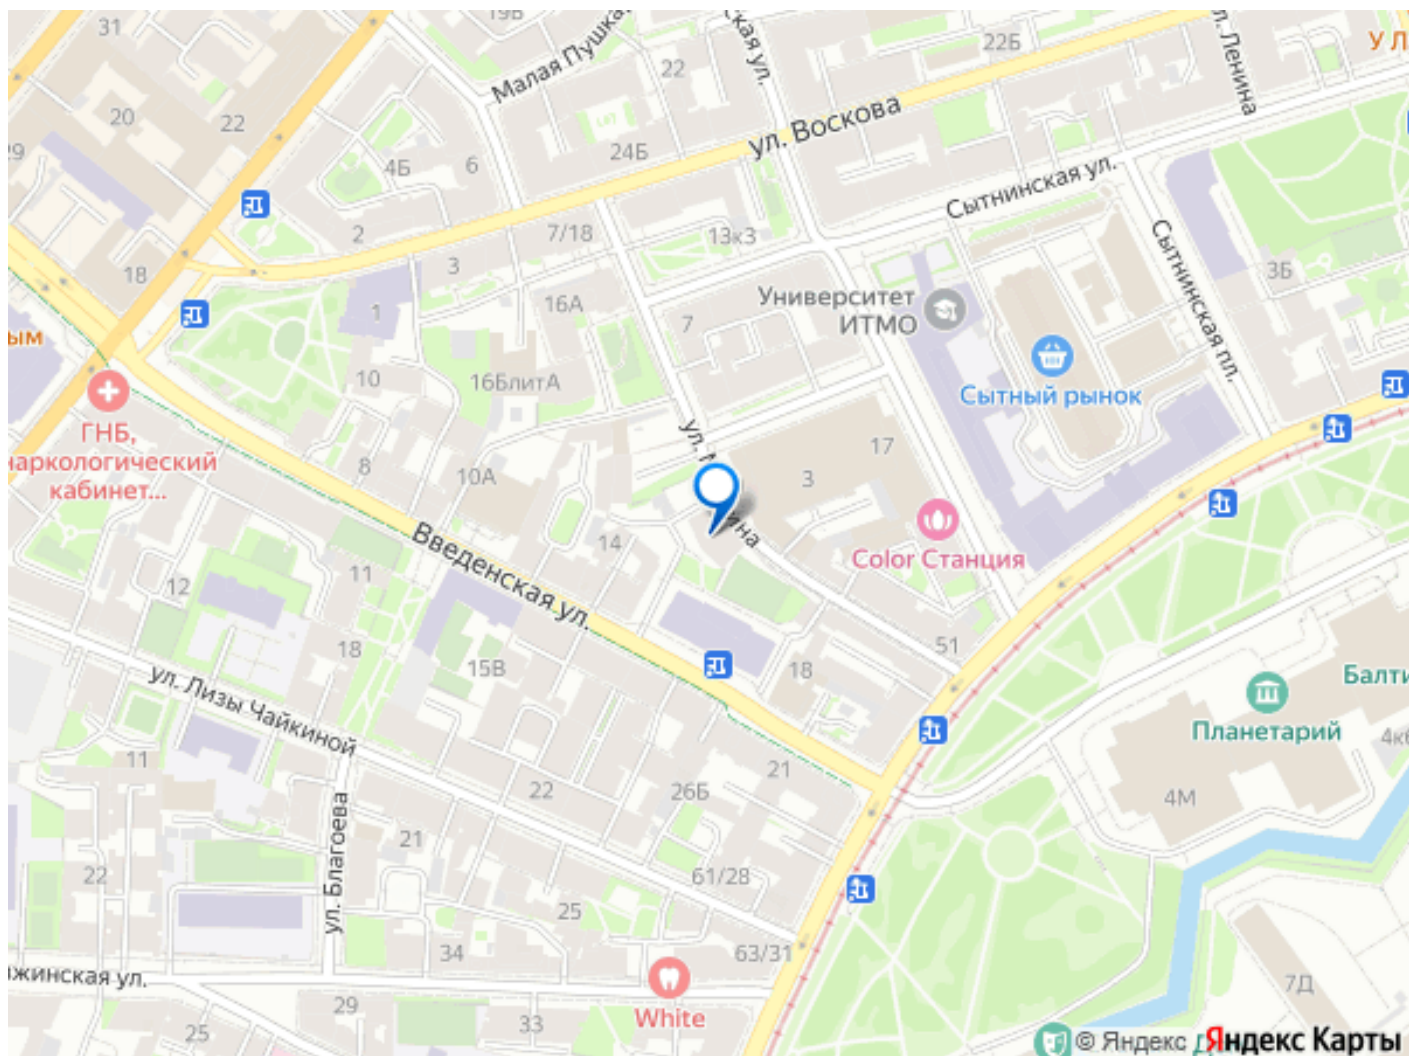 31
19В
Малая Пушка
ская ул.
ул. Ленина
У Л
22Б
22
20
22
29
4Б
6
24Б
ул. Воскова
Сытнинская ул.
2
7/18
13к3
3
18
1
16А
7
Университет
ИТМО
Сытнинская пл.
3Б
ым
Сытный рынок
10
16БлитА
ГНБ,
наркологический
кабинет...
8
10А
17
3
Color Станция
Введенская ул.
14
11
12
18
15В
18
51
ул. Лизы Чайкиной
Планетарий
Балти
4кб
11
22
21
26Б
4М
21
ул. Благоева
22
61/28
25
34
63/31
жинская ул.
29
33
25
White
7Д
© Яндекс
Яндекс Карты